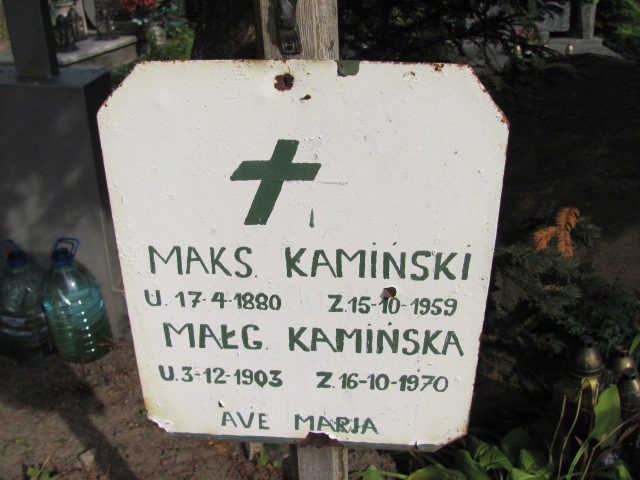 MAKS. KAMIŃSKI
U. 17-4-1880 Z. 15-10-1959
MAŁG. KAMIŃSKA
U. 3-12-1903 Z. 16-10-1970
AVE MARJA